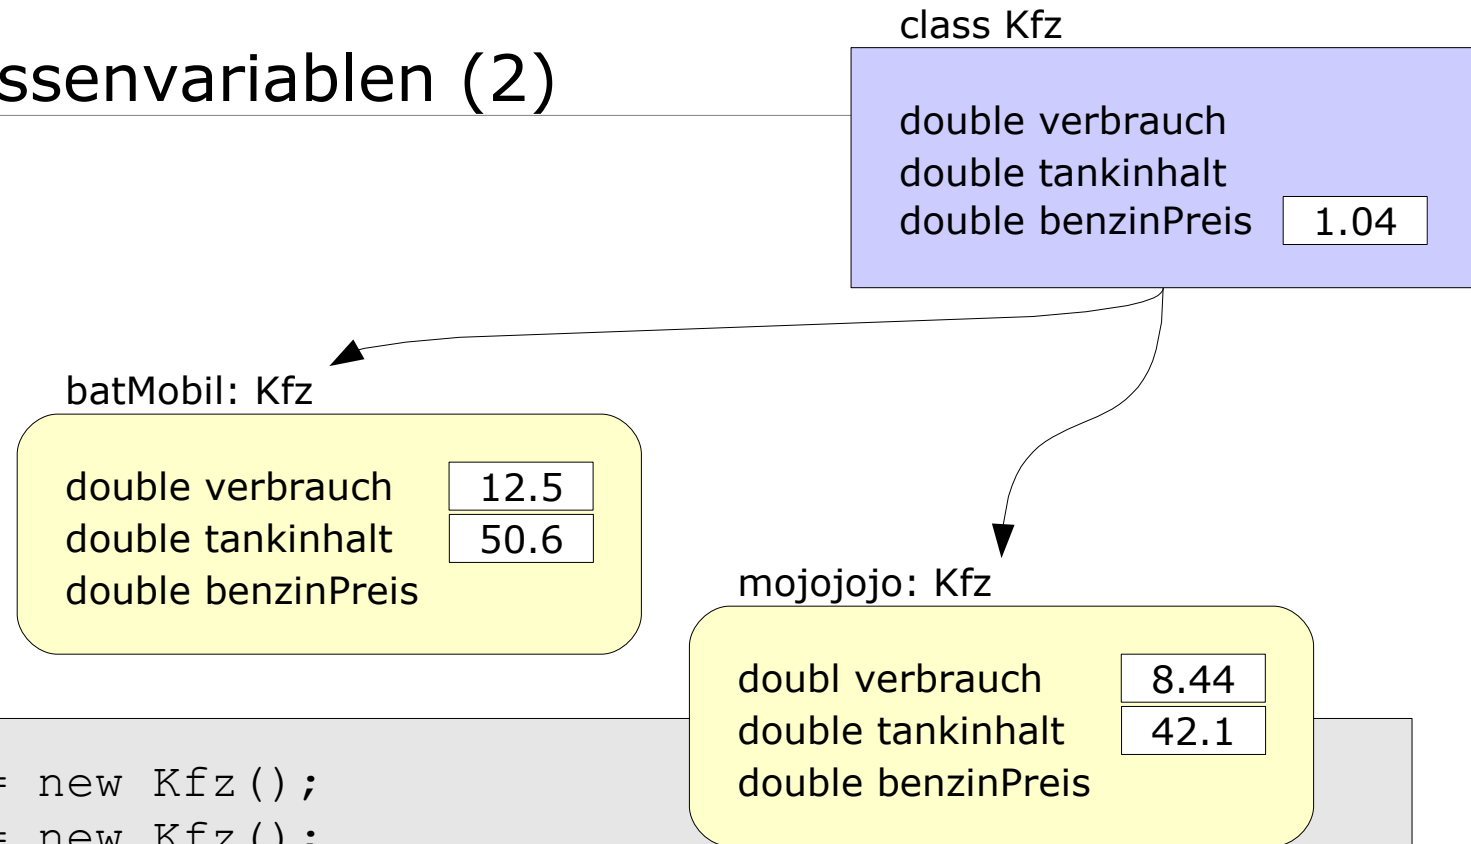 class Kfz
ssenvariablen (2)
double verbrauch
double tankinhalt
double benzinPreis 1.04
batMobil: Kfz
double verbrauch 12.5
double tankinhalt 50.6
double benzinPreis
mojojojo: Kfz
doubl verbrauch 8.44
double tankinhalt 42.1
double benzinPreis
= new Kfz();
= new Kfz();